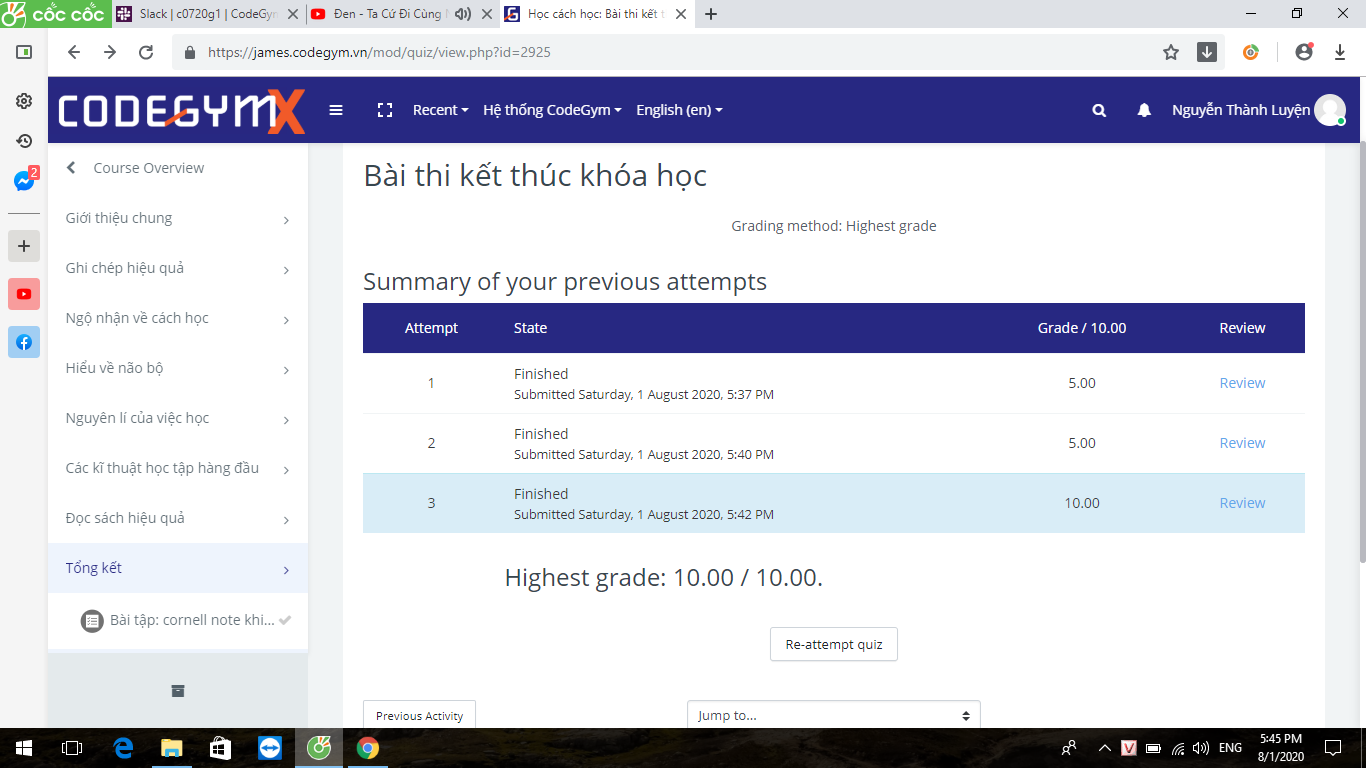 cốc cốc
Slack | c0720g1 | CodeGym
Đen - Ta Cứ Đi Cùng
Học cách học: Bài thi kết t
https://james.codegym.vn/mod/quiz/view.php?id=2925
2
CODEGYMX
Recent
Hệ thống CodeGym
English (en)
Nguyễn Thành Luyện
Course Overview
Giới thiệu chung
Ghi chép hiệu quả
Ngộ nhận về cách học
Hiểu về não bộ
Nguyên lí của việc học
Các kĩ thuật học tập hàng đầu
Đọc sách hiệu quả
Tổng kết
Bài tập: cornell note khi...
Bài thi kết thúc khóa học
Grading method: Highest grade
Summary of your previous attempts
Attempt State Grade / 10.00 Review
1 Finished 5.00 Review
Submitted Saturday, 1 August 2020, 5:37 PM
2 Finished 5.00 Review
Submitted Saturday, 1 August 2020, 5:40 PM
3 Finished 10.00 Review
Submitted Saturday, 1 August 2020, 5:42 PM
Highest grade: 10.00 / 10.00.
Re-attempt quiz
Previous Activity
Jump to...
ENG
5:45 PM
8/1/2020